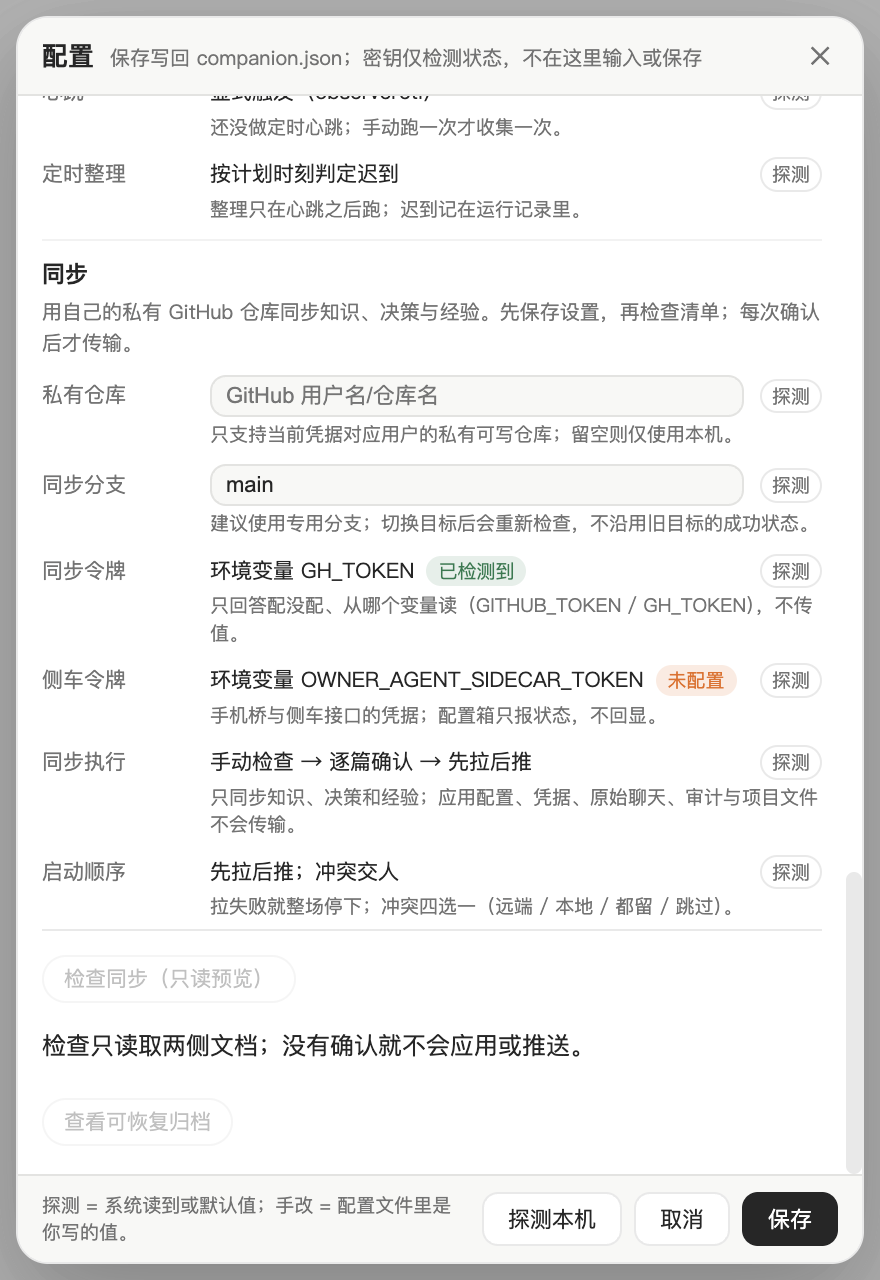 配置 保存写回 companion.json；密钥仅检测状态，不在这里输入或保存
还没做定时心跳；手动跑一次才收集一次。
定时整理 按计划时刻判定迟到 探测
整理只在心跳之后跑；迟到记在运行记录里。
同步
用自己的私有 GitHub 仓库同步知识、决策与经验。先保存设置，再检查清单；每次确认
后才传输。
私有仓库 GitHub 用户名/仓库名 探测
只支持当前凭据对应用户的私有可写仓库；留空则仅使用本机。
同步分支 main 探测
建议使用专用分支；切换目标后会重新检查，不沿用旧目标的成功状态。
同步令牌 环境变量 GH_TOKEN 已检测到 探测
只回答配没配、从哪个变量读（GITHUB_TOKEN / GH_TOKEN），不传
值。
侧车令牌 环境变量 OWNER_AGENT_SIDECAR_TOKEN 未配置 探测
手机桥与侧车接口的凭据；配置箱只报状态，不回显。
同步执行 手动检查 → 逐篇确认 → 先拉后推 探测
只同步知识、决策和经验；应用配置、凭据、原始聊天、审计与项目文件
不会传输。
启动顺序 先拉后推；冲突交人 探测
拉失败就整场停下；冲突四选一（远端 / 本地 / 都留 / 跳过）。
检查同步（只读预览）
检查只读取两侧文档；没有确认就不会应用或推送。
查看可恢复归档
探测 = 系统读到或默认值；手改 = 配置文件里是
你写的值。
探测本机 取消 保存